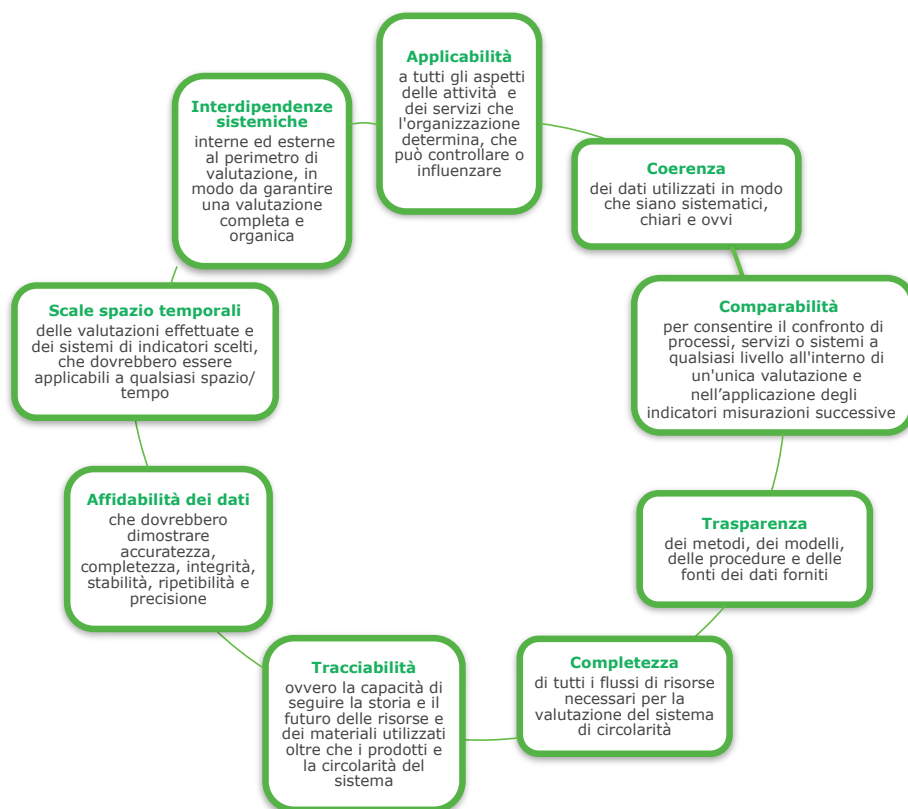 Applicabilità
a tutti gli aspetti
delle attività e
dei servizi che
l'organizzazione
determina, che
può controllare o
influenzare
Coerenza
dei dati utilizzati in modo
che siano sistematici,
chiari e ovvi
Comparabilità
per consentire il confronto di
processi, servizi o sistemi a
qualsiasi livello all'interno di
un'unica valutazione e
nell’applicazione degli
indicatori misurazioni successive
Trasparenza
dei metodi, dei modelli,
delle procedure e delle
fonti dei dati forniti
Completezza
di tutti i flussi di risorse
necessari per la
valutazione del sistema
di circolarità
Tracciabilità
ovvero la capacità di
seguire la storia e il
futuro delle risorse e
dei materiali utilizzati
oltre che i prodotti e
la circolarità del
sistema
Affidabilità dei dati
che dovrebbero
dimostrare
accuratezza,
completezza, integrità,
stabilità, ripetibilità e
precisione
Scale spazio temporali
delle valutazioni effettuate e
dei sistemi di indicatori scelti,
che dovrebbero essere
applicabili a qualsiasi spazio/
tempo
Interdipendenze
sistemiche
interne ed esterne
al perimetro di
valutazione, in
modo da garantire
una valutazione
completa e
organica